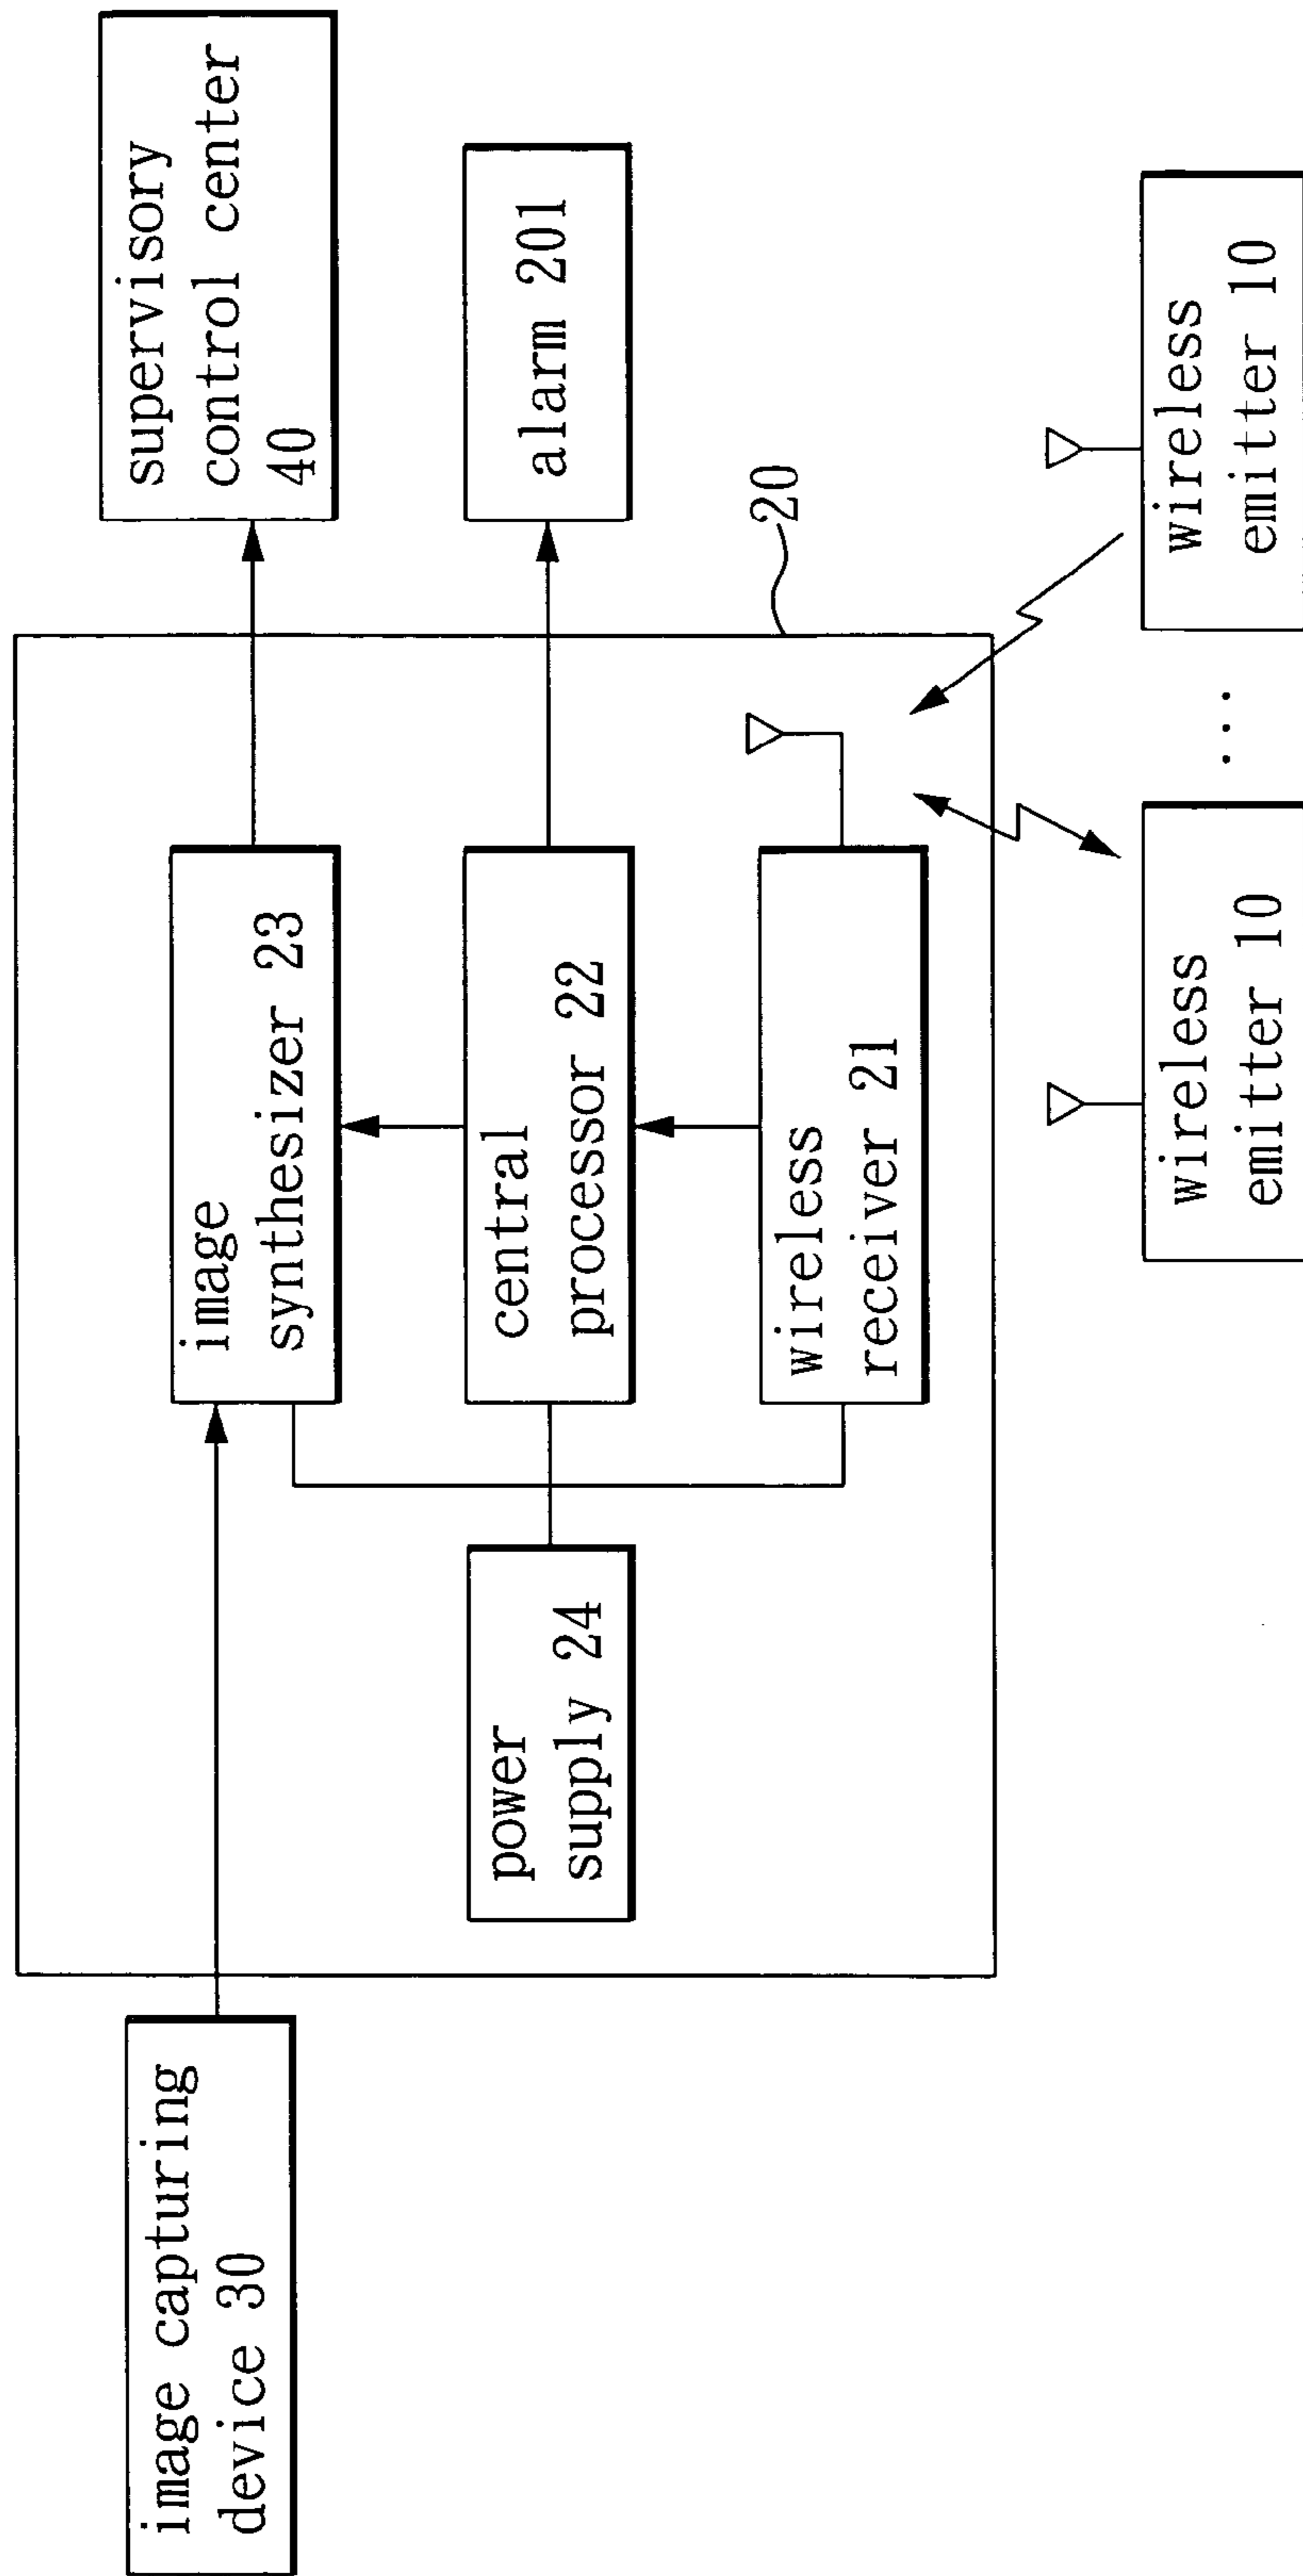 image capturing
device 30
image
synthesizer 23
supervisory
control center
40
power
supply 24
central
processor 22
alarm 201
wireless
receiver 21
20
wireless
emitter 10
...
wireless
emitter 10